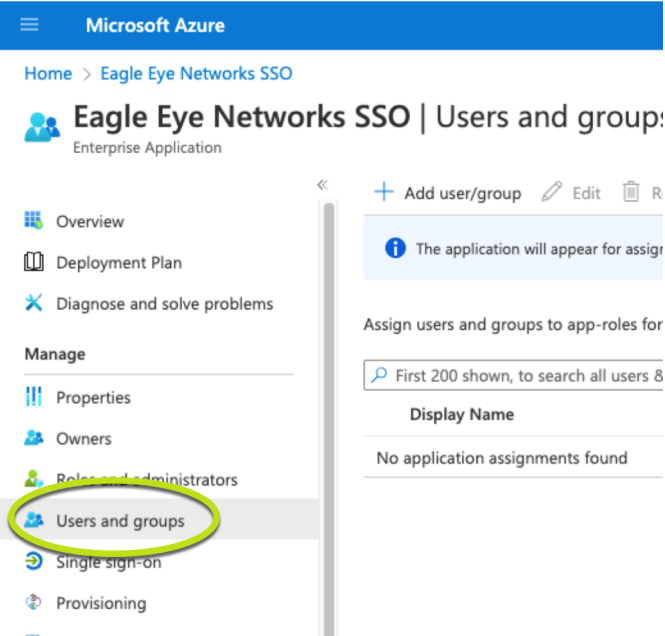 Microsoft Azure
Home > Eagle Eye Networks SSO
Eagle Eye Networks SSO | Users and groups
Enterprise Application
Overview
Deployment Plan
Diagnose and solve problems
Manage
Properties
Owners
Roles and administrators
Users and groups
Single sign-on
Provisioning
Add user/group Edit
The application will appear for
Assign users and groups to app-roles for
First 200 shown, to search all users &
Display Name
No application assignments found